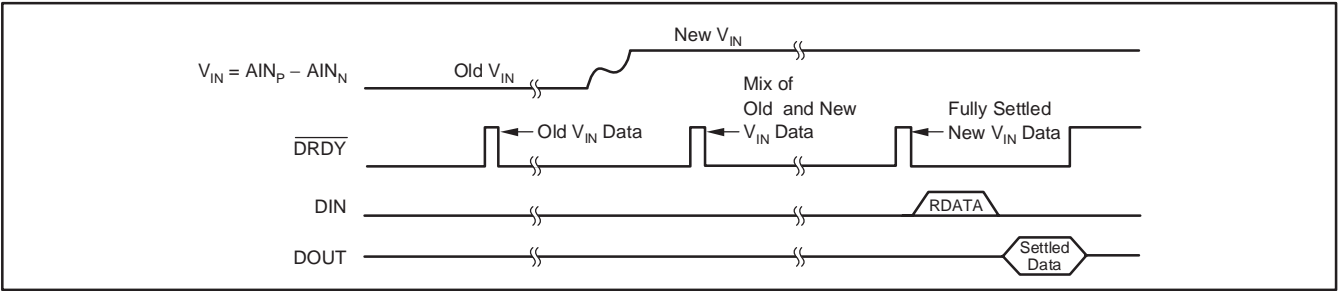 New V_IN
V_IN = AIN_P − AIN_N
Old V_IN
Mix of
Old and New
V_IN Data
Fully Settled
New V_IN Data
DRDY
Old V_IN Data
DIN
RDATA
DOUT
Settled
Data